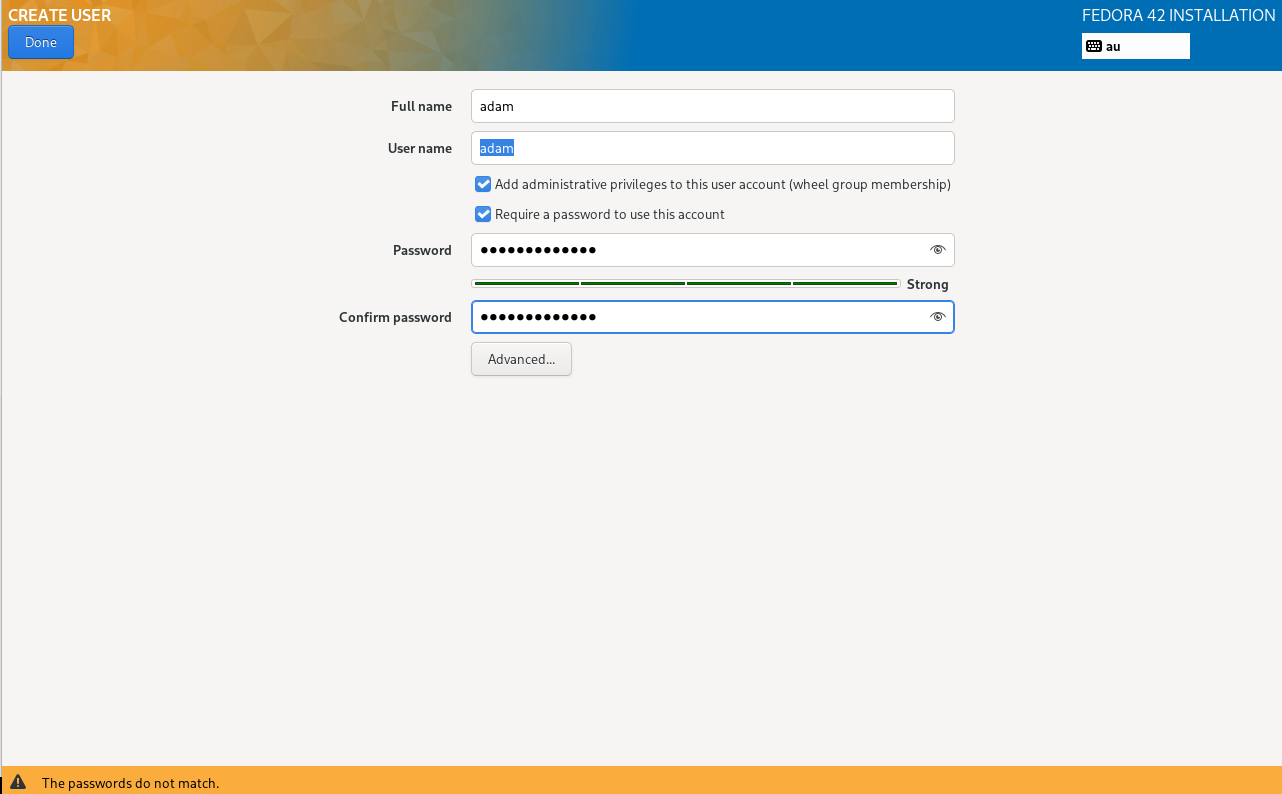 CREATE USER
FEDORA 42 INSTALLATION
Done
au
Full name
adam
User name
adam
Add administrative privileges to this user account (wheel group membership)
Require a password to use this account
Password
●●●●●●●●●●●●●
Strong
Confirm password
●●●●●●●●●●●●●
Advanced...
The passwords do not match.